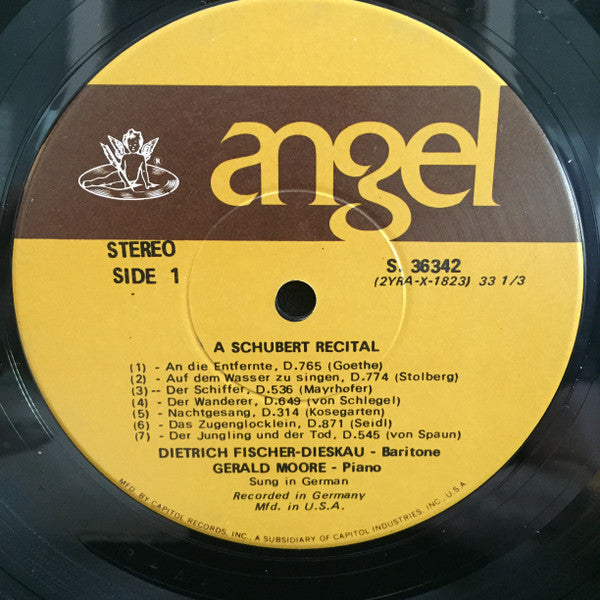 angel
STEREO
SIDE 1
S. 36342
(2YRA-X-1823) 33 1/3
A SCHUBERT RECITAL
(1) - An die Entfernte, D.765 (Goethe)
(2) - Auf dem Wasser zu singen, D.774 (Stolberg)
(3)-- Der Schiffer, D.536 (Mayrhofer)
(4) - Der Wanderer, D.649 (von Schlegel)
(5) - Nachtgesang, D.314 (Kosegarten)
(6) - Das Zugenglocklein, D.871 (Seidl)
(7) - Der Jungling und der Tod, D.545 (von Spaun)
DIETRICH FISCHER-DIESKAU - Baritone
GERALD MOORE - Piano
Sung in German
Recorded in Germany
Mfd. in U.S.A.
MFD. BY CAPITOL RECORDS, INC., A SUBSIDIARY OF CAPITOL INDUSTRIES, INC., U.S.A.